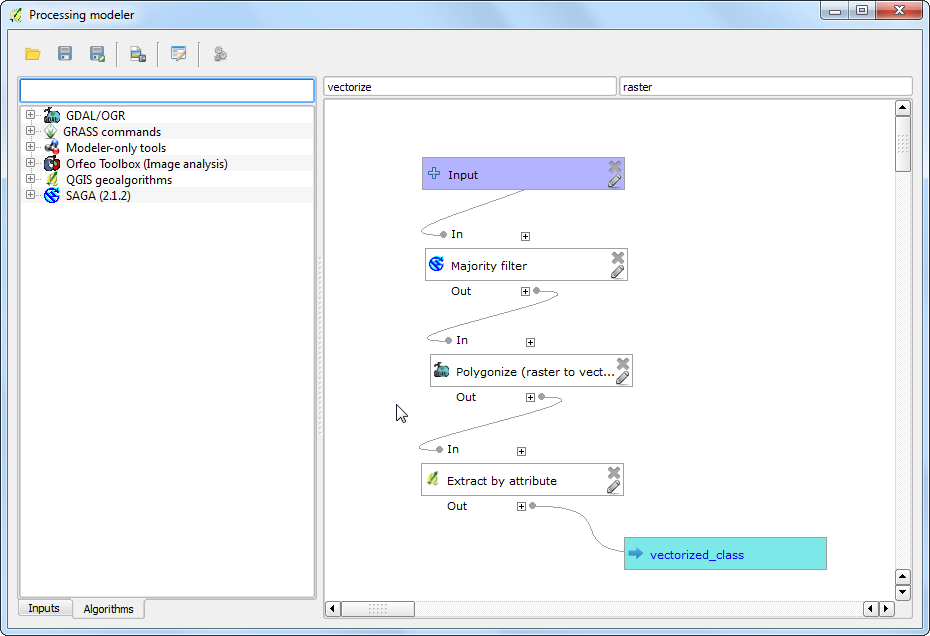 Processing modeler
vectorize
raster
GDAL/OGR
GRASS commands
Modeler-only tools
Orfeo Toolbox (Image analysis)
QGIS geoalgorithms
SAGA (2.1.2)
Input
In
Majority filter
Out
In
Polygonize (raster to vect...
Out
In
Extract by attribute
Out
vectorized_class
Inputs
Algorithms